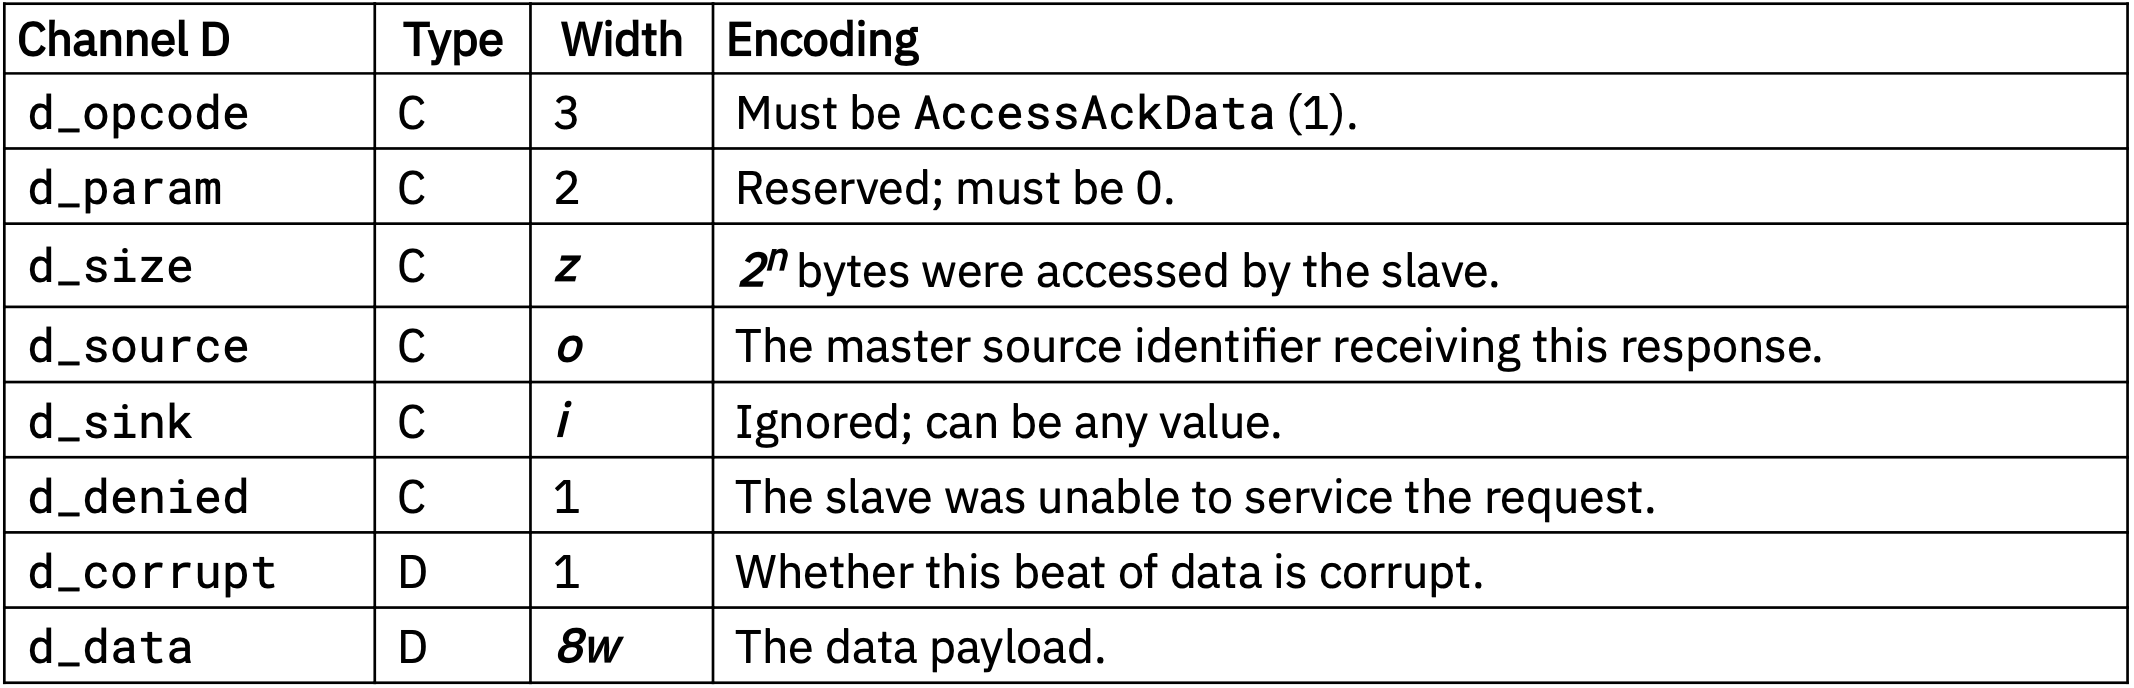 Channel D Type Width Encoding
d_opcode C 3 Must be AccessAckData (1).
d_param C 2 Reserved; must be 0.
d_size C z 2ⁿ bytes were accessed by the slave.
d_source C o The master source identifier receiving this response.
d_sink C i Ignored; can be any value.
d_denied C 1 The slave was unable to service the request.
d_corrupt D 1 Whether this beat of data is corrupt.
d_data D 8w The data payload.